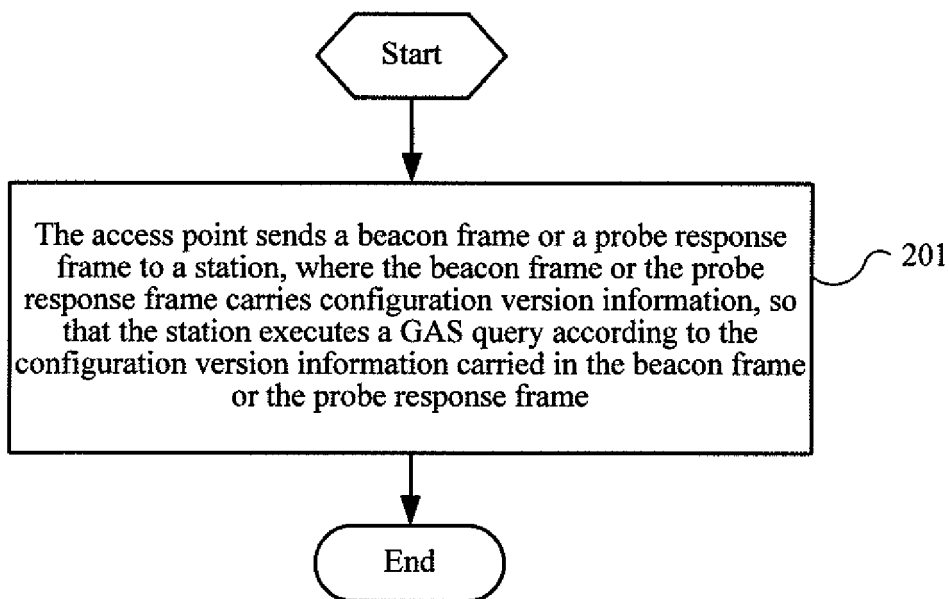 Start
The access point sends a beacon frame or a probe response
frame to a station, where the beacon frame or the probe
response frame carries configuration version information, so
that the station executes a GAS query according to the
configuration version information carried in the beacon frame
or the probe response frame
201
End